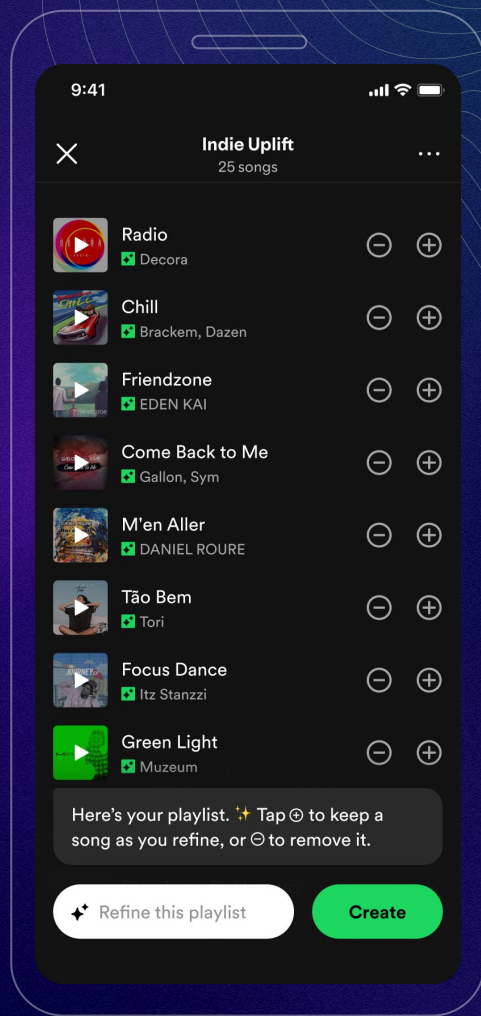 9:41
Indie Uplift
25 songs
Radio
Decora
Chill
Brackem, Dazen
Friendzone
EDEN KAI
Come Back to Me
Gallon, Sym
M'en Aller
DANIEL ROURE
Tão Bem
Tori
Focus Dance
Itz Stanzzi
Green Light
Muzeum
Here's your playlist. ✨ Tap ⊕ to keep a
song as you refine, or ⊖ to remove it.
Refine this playlist
Create